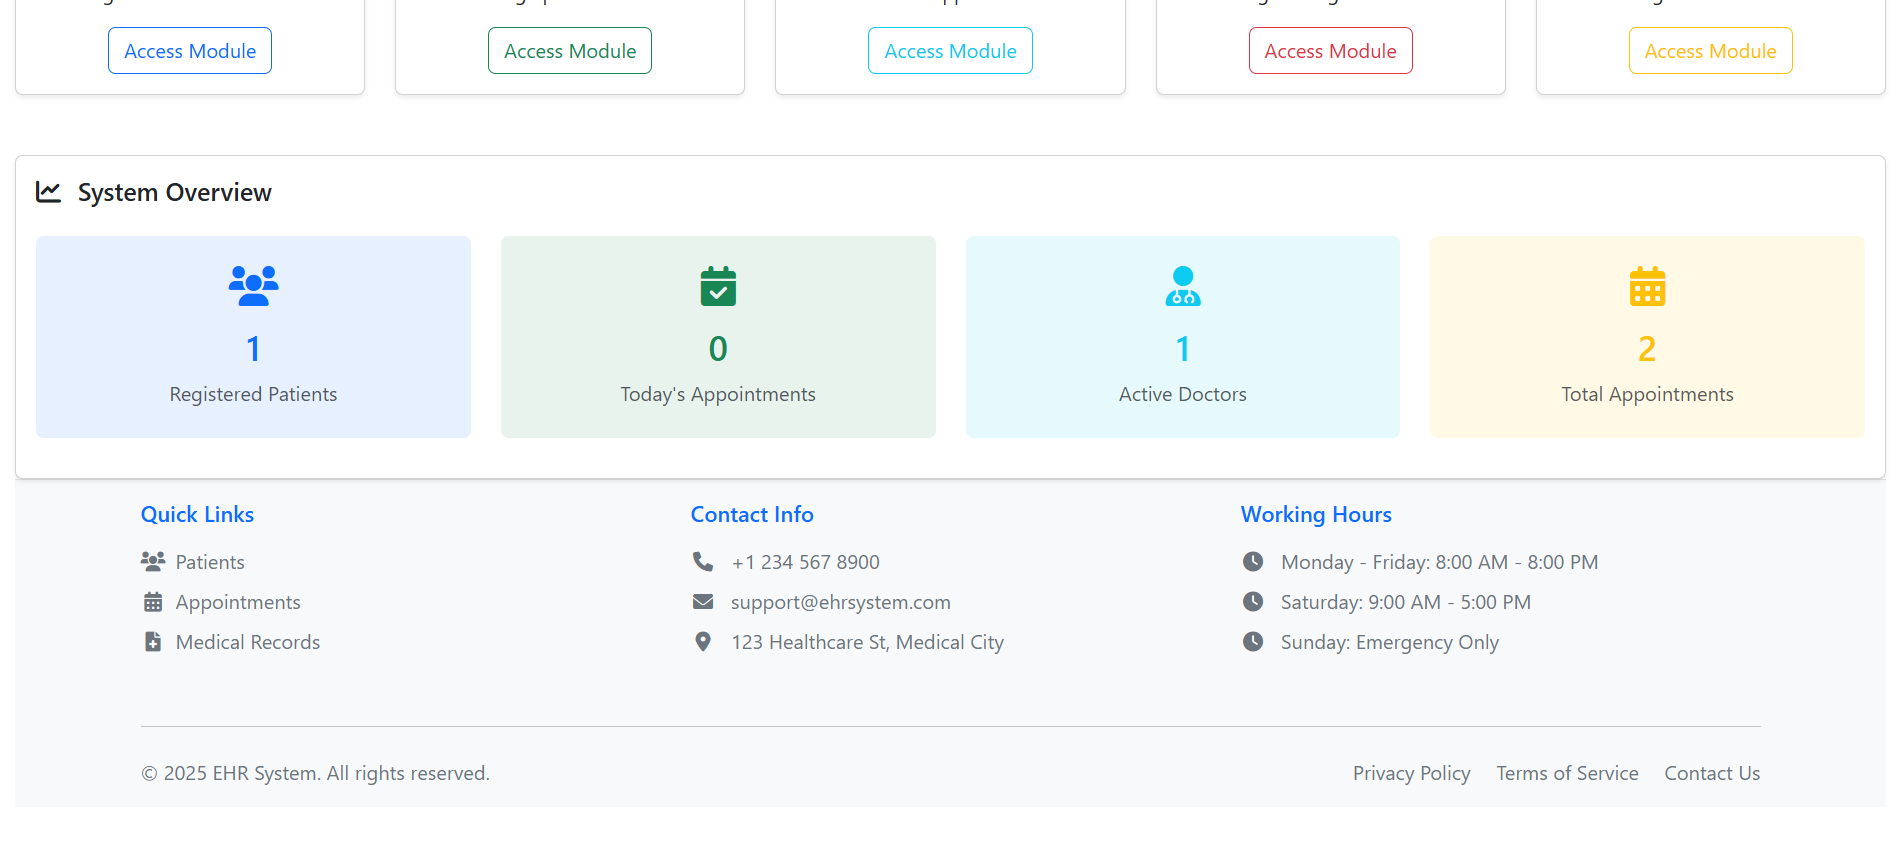 Access Module
Access Module
Access Module
Access Module
Access Module
System Overview
1
Registered Patients
0
Today's Appointments
1
Active Doctors
2
Total Appointments
Quick Links
Patients
Appointments
Medical Records
Contact Info
+1 234 567 8900
support@ehrsystem.com
123 Healthcare St, Medical City
Working Hours
Monday - Friday: 8:00 AM - 8:00 PM
Saturday: 9:00 AM - 5:00 PM
Sunday: Emergency Only
© 2025 EHR System. All rights reserved.
Privacy Policy
Terms of Service
Contact Us